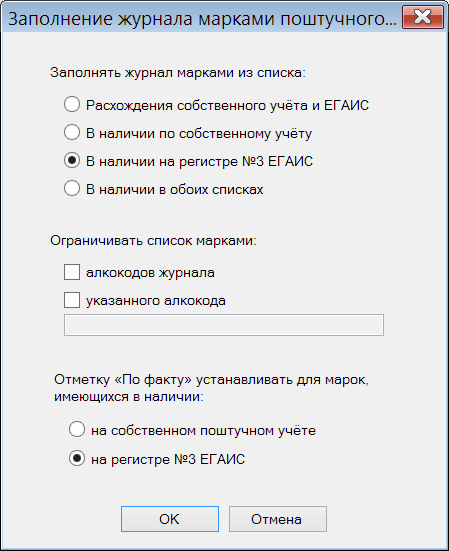 Заполнение журнала марками поштучного...
Заполнять журнал марками из списка:
Расхождения собственного учёта и ЕГАИС
В наличии по собственному учёту
В наличии на регистре №3 ЕГАИС
В наличии в обоих списках
Ограничивать список марками:
алкокодов журнала
указанного алкокода
Отметку «По факту» устанавливать для марок,
имеющихся в наличии:
на собственном поштучном учёте
на регистре №3 ЕГАИС
OK
Отмена